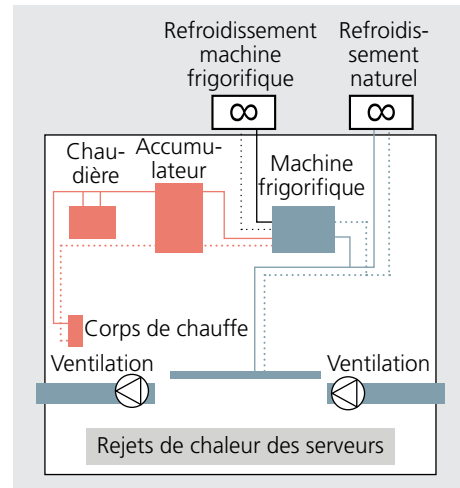 Refroidissement
machine
frigorifique
Refroidis-
sement
naturel
Chau-
dière
Accumu-
lateur
Machine
frigorifique
Corps de chauffe
Ventilation
Ventilation
Rejets de chaleur des serveurs